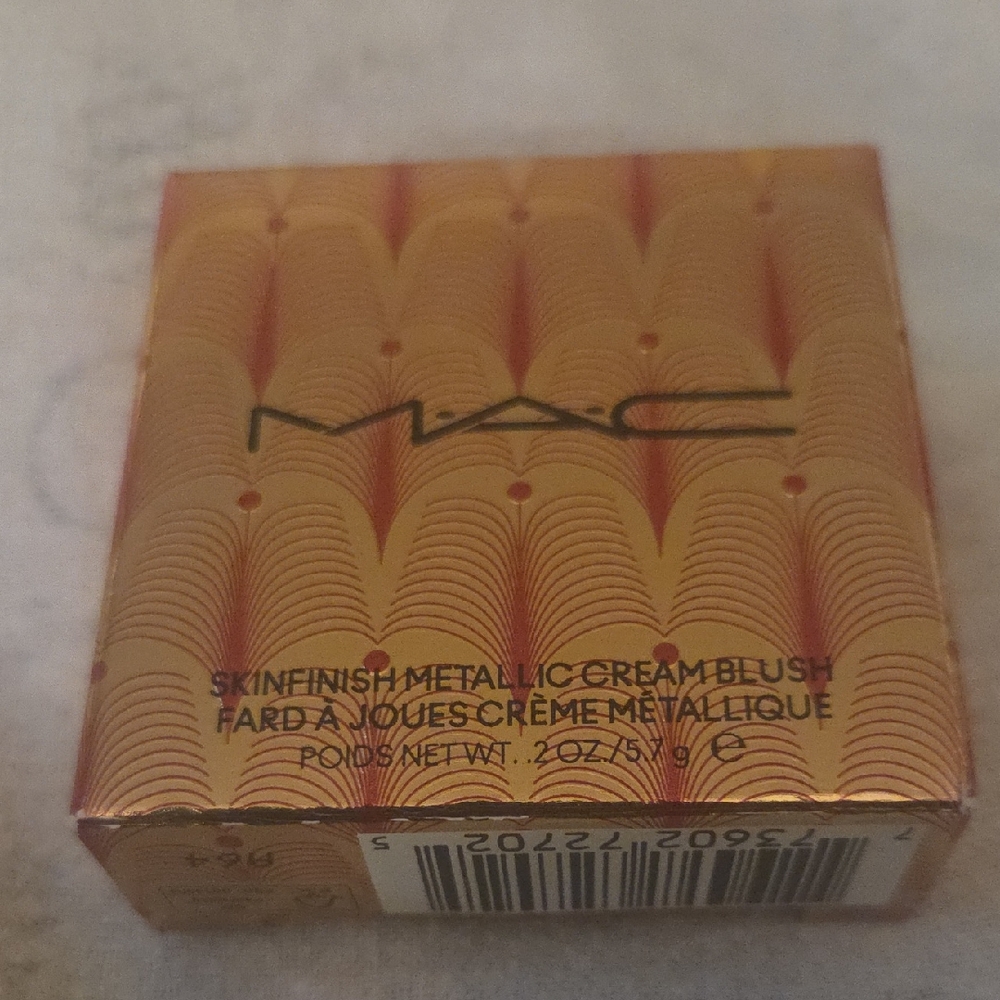 M·A·C
SKINFINISH METALLIC CREAM BLUSH
FARD À JOUES CRÈME MÉTALLIQUE
POIDS NET WT. .2 OZ./5.7 g ℮
7 73602 72702 5
A64